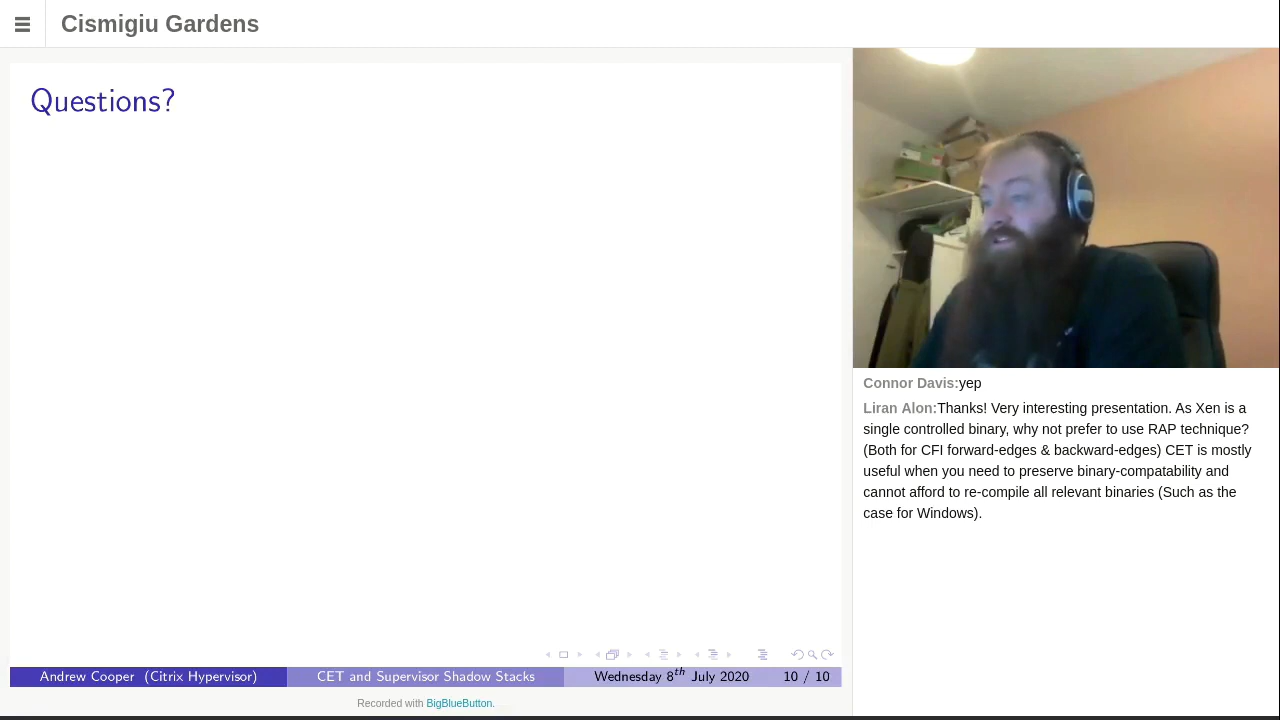 Cismigiu Gardens
Questions?
Connor Davis:yep
Liran Alon:Thanks! Very interesting presentation. As Xen is a
single controlled binary, why not prefer to use RAP technique?
(Both for CFI forward-edges & backward-edges) CET is mostly
useful when you need to preserve binary-compatability and
cannot afford to re-compile all relevant binaries (Such as the
case for Windows).
Andrew Cooper (Citrix Hypervisor) CET and Supervisor Shadow Stacks Wednesday 8th July 2020 10 / 10
Recorded with BigBlueButton.